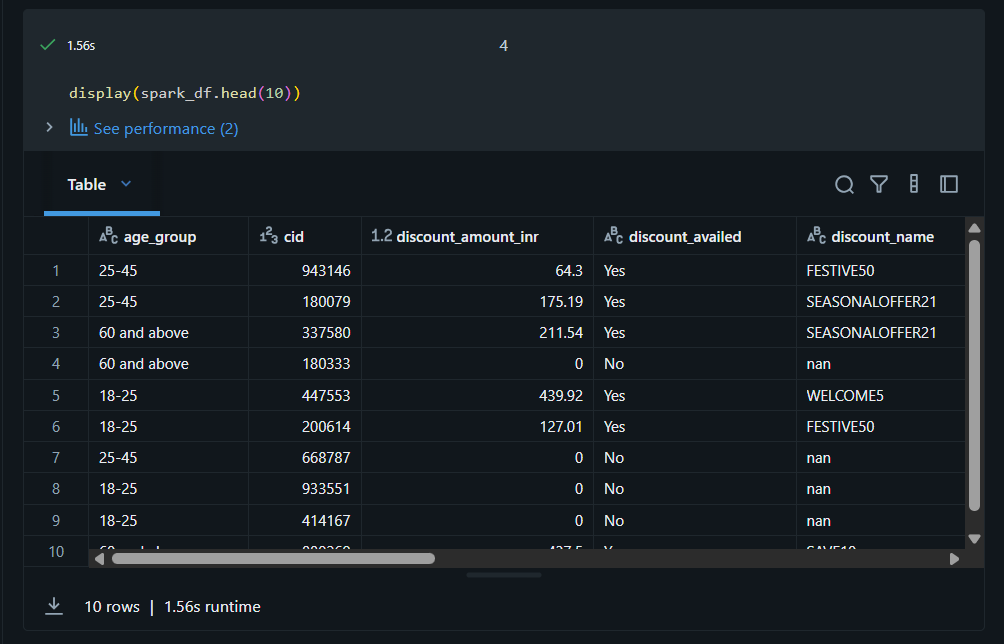 1.56s
4
display(spark_df.head(10))
See performance (2)
Table
age_group cid 1.2 discount_amount_inr discount_availed discount_name
1 25-45 943146 64.3 Yes FESTIVE50
2 25-45 180079 175.19 Yes SEASONALOFFER21
3 60 and above 337580 211.54 Yes SEASONALOFFER21
4 60 and above 180333 0 No nan
5 18-25 447553 439.92 Yes WELCOME5
6 18-25 200614 127.01 Yes FESTIVE50
7 25-45 668787 0 No nan
8 18-25 933551 0 No nan
9 18-25 414167 0 No nan
10
10 rows | 1.56s runtime